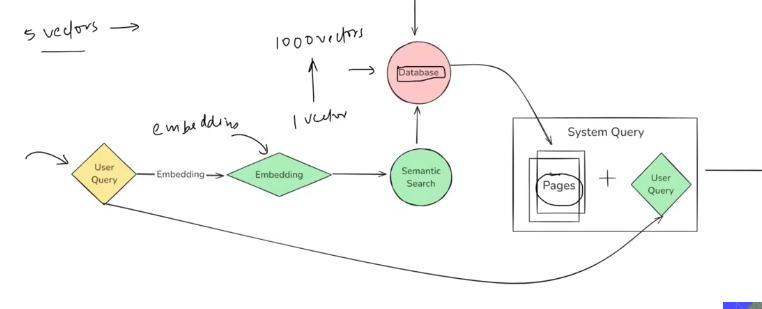 5 vectors
1000 vectors
Database
1 vector
embedding
User
Query
Embedding
Embedding
Semantic
Search
System Query
Pages
+
User
Query